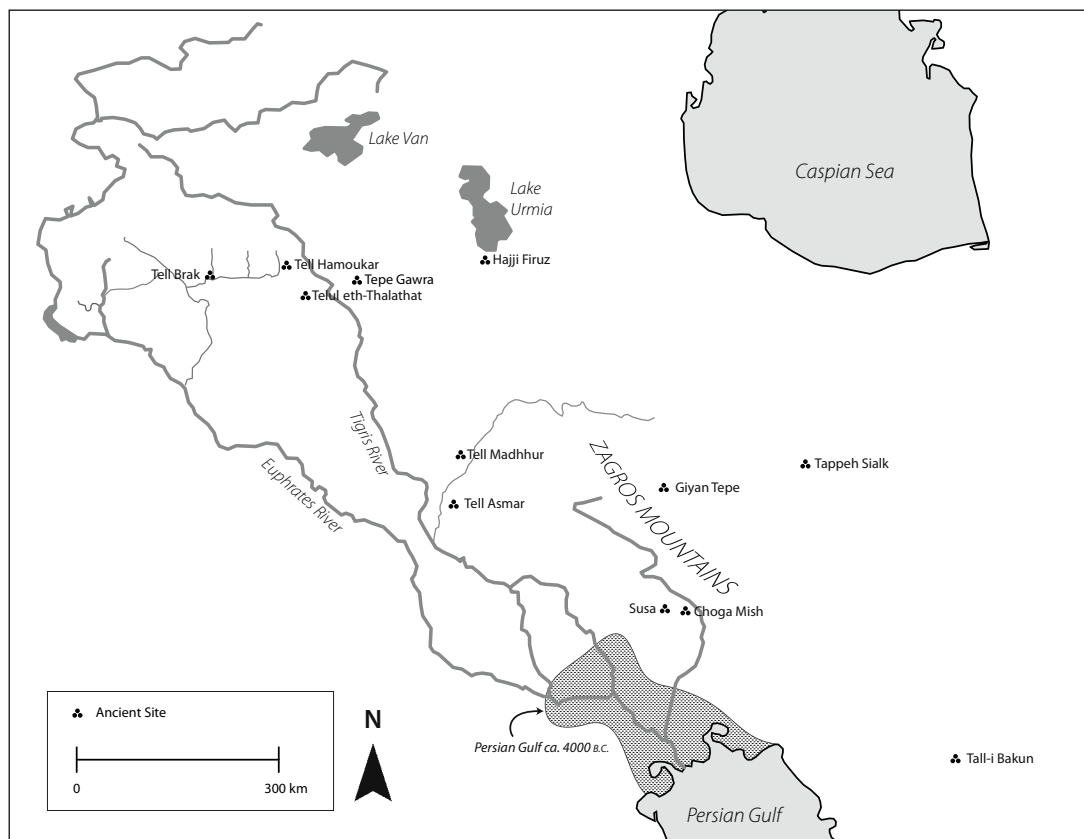 Lake Van
Caspian Sea
Lake
Urmia
Hajji Firuz
Tell Brak
Tell Hamoukar
Tepe Gawra
Telul eth-Thalathat
Tigris River
Euphrates River
Tell Madhhur
Tell Asmar
ZAGROS MOUNTAINS
Giyan Tepe
Tappeh Sialk
Susa
Choga Mish
Ancient Site
0
300 km
N
Persian Gulf ca. 4000 B.C.
Persian Gulf
Tall-i Bakun